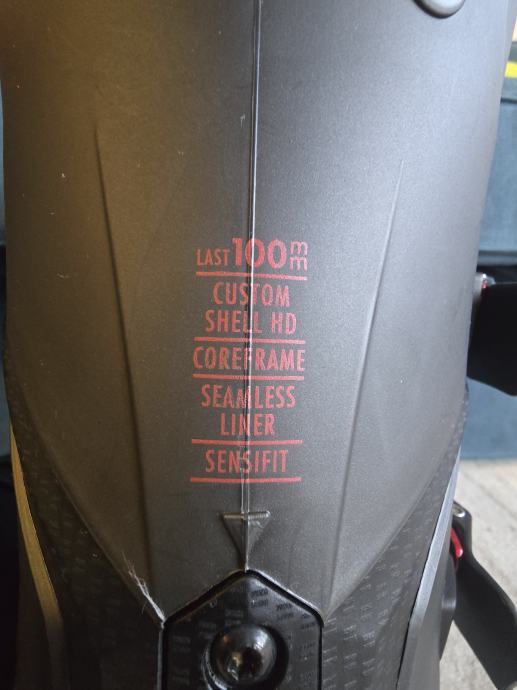 LAST 100mm
CUSTOM
SHELL HD
COREFRAME
SEAMLESS
LINER
SENSIFIT